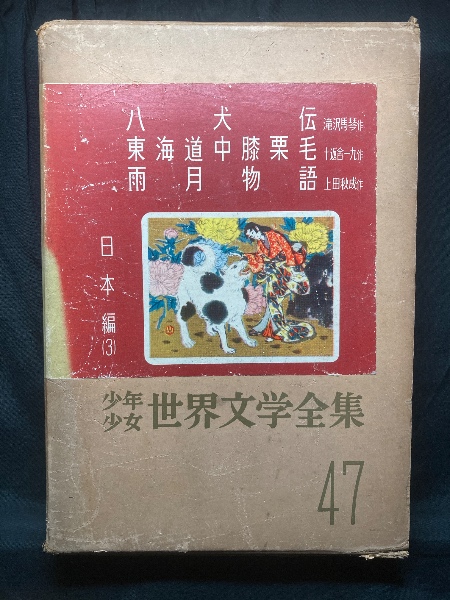 八犬伝 滝沢馬琴作
東海道中膝栗毛 十返舎一九作
雨月物語 上田秋成作
日本編(3)
少年少女 世界文学全集
47